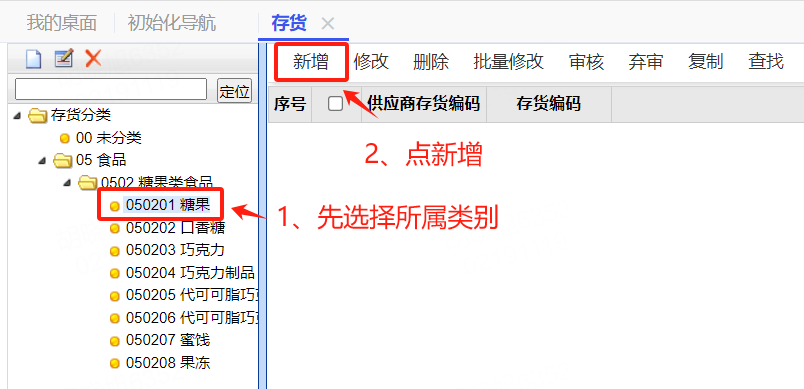 我的桌面 初始化导航 存货
新增 修改 删除 批量修改 审核 弃审 复制 查找
定位
序号 供应商存货编码 存货编码
存货分类
00 未分类
05 食品
0502 糖果类食品
050201 糖果
050202 口香糖
050203 巧克力
050204 巧克力制品
050205 代可可脂巧
050206 代可可脂巧
050207 蜜饯
050208 果冻
2、点新增
1、先选择所属类别